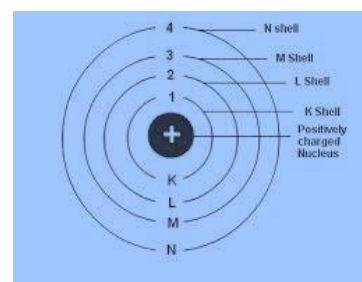 4
N shell
3
M Shell
2
L Shell
1
K Shell
+
Positively
charged
Nucleus
K
L
M
N